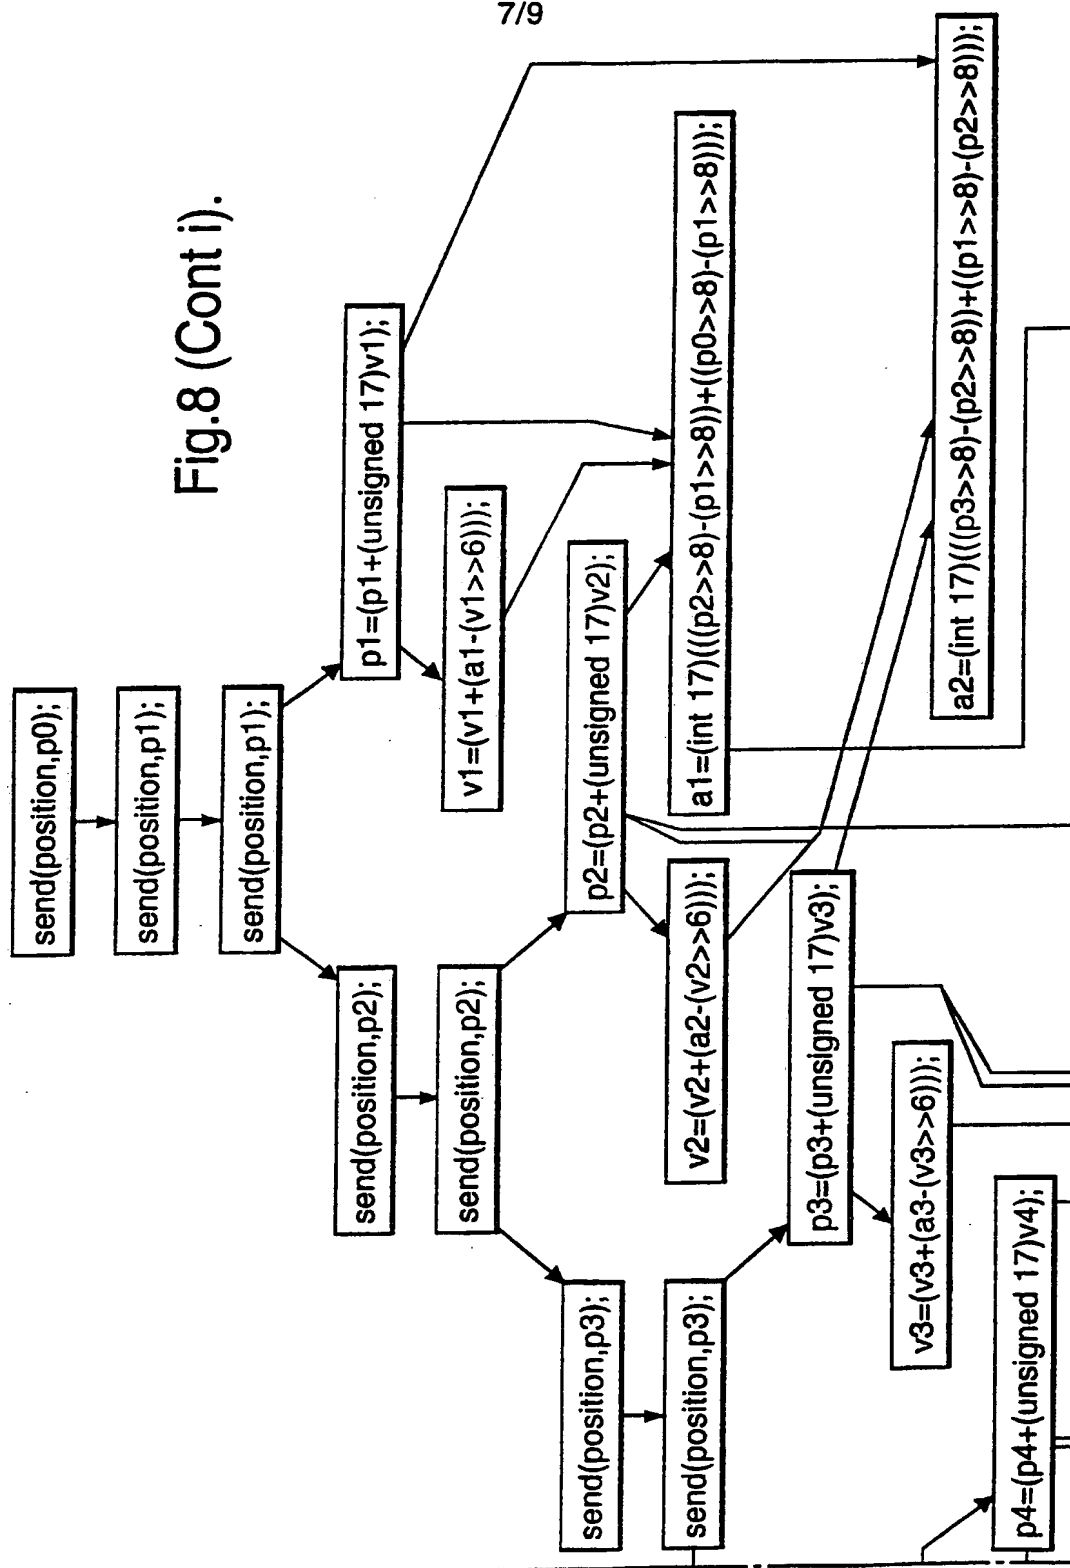 7/9
Fig.8 (Cont i).
send(position,p0);
send(position,p1);
send(position,p1);
p1=(p1+(unsigned 17)v1);
send(position,p2);
v1=(v1+(a1-(v1>>6)));
send(position,p2);
p2=(p2+(unsigned 17)v2);
send(position,p3);
a1=(int 17)(((p2>>8)-(p1>>8))+((p0>>8)-(p1>>8)));
v2=(v2+(a2-(v2>>6)));
send(position,p3);
p3=(p3+(unsigned 17)v3);
v3=(v3+(a3-(v3>>6)));
a2=(int 17)(((p3>>8)-(p2>>8))+((p1>>8)-(p2>>8)));
p4=(p4+(unsigned 17)v4);